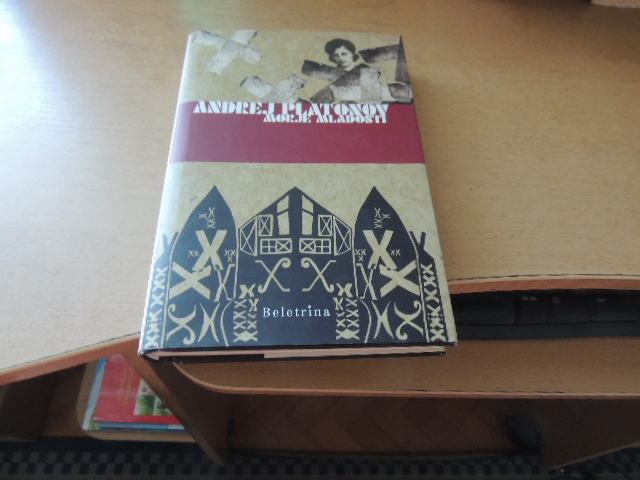 ANDREJ PLATONOV
MORJE MLADOSTI
Beletrina